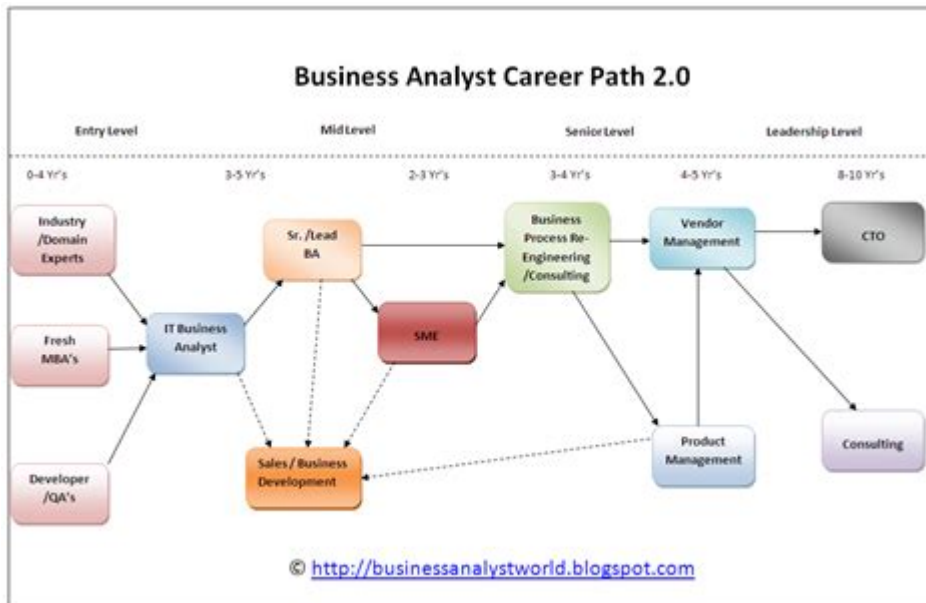 Business Analyst Career Path 2.0
Entry Level
Mid Level
Senior Level
Leadership Level
0-4 Yr's
3-5 Yr's
2-3 Yr's
3-4 Yr's
4-5 Yr's
8-10 Yr's
Industry
/Domain
Experts
Sr. /Lead
BA
Business
Process Re-
Engineering
/Consulting
Vendor
Management
CTO
Fresh
MBA's
IT Business
Analyst
SME
Developer
/QA's
Sales / Business
Development
Product
Management
Consulting
© http://businessanalystworld.blogspot.com